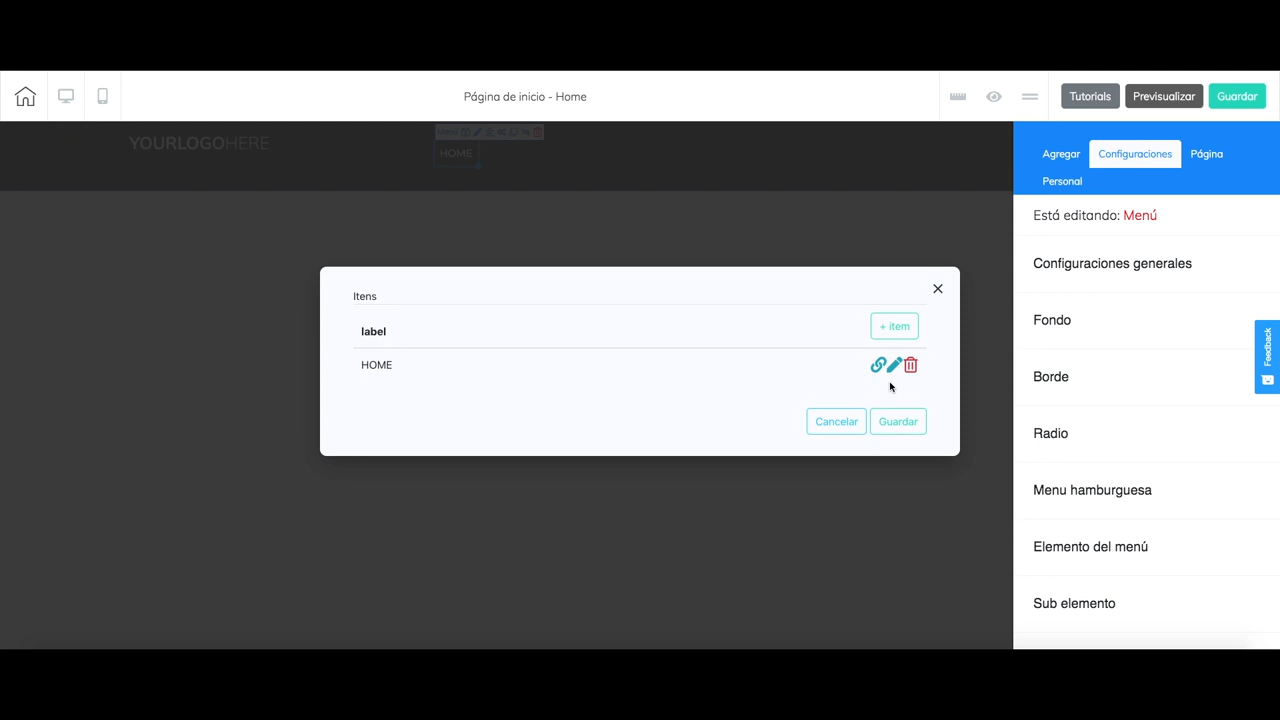 Página de inicio - Home
Tutorials
Previsualizar
Guardar
YOURLOGOHERE
Menú
HOME
Agregar
Configuraciones
Página
Personal
Está editando: Menú
Configuraciones generales
Fondo
Borde
Radio
Menu hamburguesa
Elemento del menú
Sub elemento
Feedback
Itens
label
+ item
HOME
Cancelar
Guardar